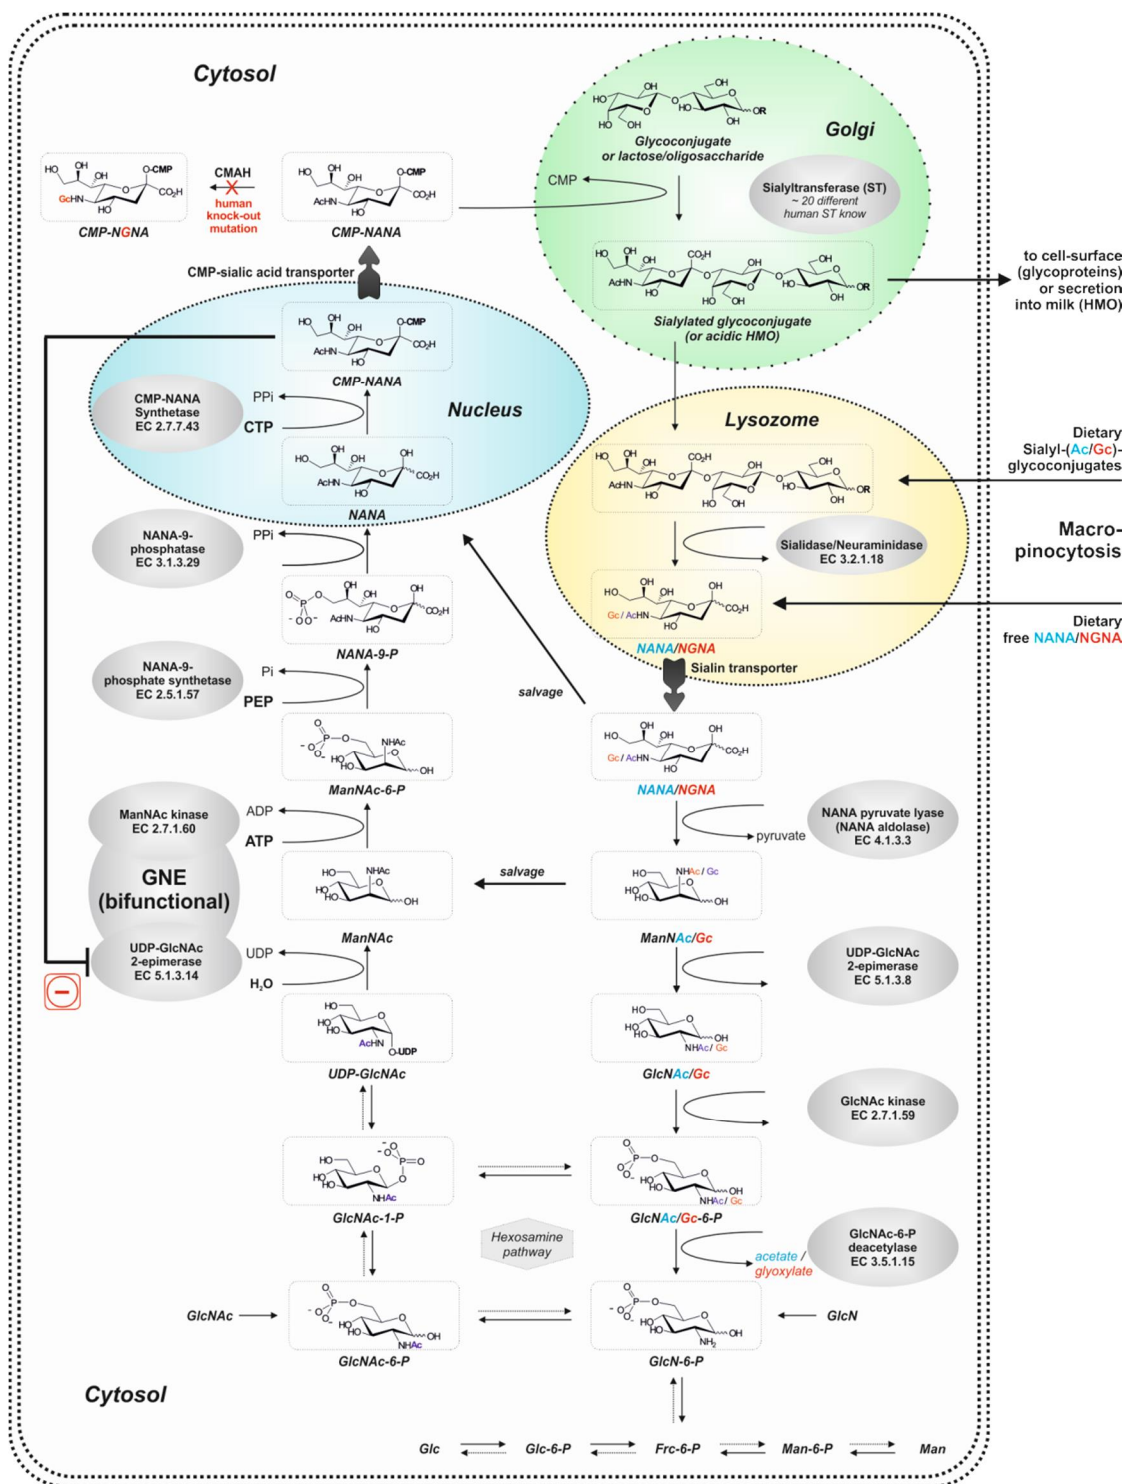 Cytosol
Golgi
Glycoconjugate
or lactose/oligosaccharide
CMP
Sialyltransferase (ST)
~ 20 different
human ST know
CMAH
human
knock-out
mutation
CMP-NGNA
CMP-NANA
CMP-sialic acid transporter
Sialylated glycoconjugate
(or acidic HMO)
to cell-surface
(glycoproteins)
or secretion
into milk (HMO)
CMP-NANA
Nucleus
CMP-NANA
Synthetase
EC 2.7.7.43
PPi
CTP
NANA
Lysozome
Dietary
Sialyl-(Ac/Gc)-
glycoconjugates
Macro-
pinocytosis
Sialidase/Neuraminidase
EC 3.2.1.18
NANA/NGNA
Dietary
free NANA/NGNA
Sialin transporter
NANA-9-
phosphatase
EC 3.1.3.29
PPi
NANA-9-P
NANA-9-
phosphate synthetase
EC 2.5.1.57
Pi
PEP
salvage
ManNAc-6-P
NANA/NGNA
ManNAc kinase
EC 2.7.1.60
ADP
ATP
GNE
(bifunctional)
pyruvate
NANA pyruvate lyase
(NANA aldolase)
EC 4.1.3.3
salvage
ManNAc
ManNAc/Gc
UDP-GlcNAc
2-epimerase
EC 5.1.3.14
UDP
H2O
UDP-GlcNAc
2-epimerase
EC 5.1.3.8
UDP-GlcNAc
GlcNAc/Gc
GlcNAc kinase
EC 2.7.1.59
GlcNAc-1-P
GlcNAc/Gc-6-P
Hexosamine
pathway
acetate /
glyoxylate
GlcNAc-6-P
deacetylase
EC 3.5.1.15
GlcNAc
GlcNAc-6-P
GlcN-6-P
GlcN
Cytosol
Glc
Glc-6-P
Frc-6-P
Man-6-P
Man